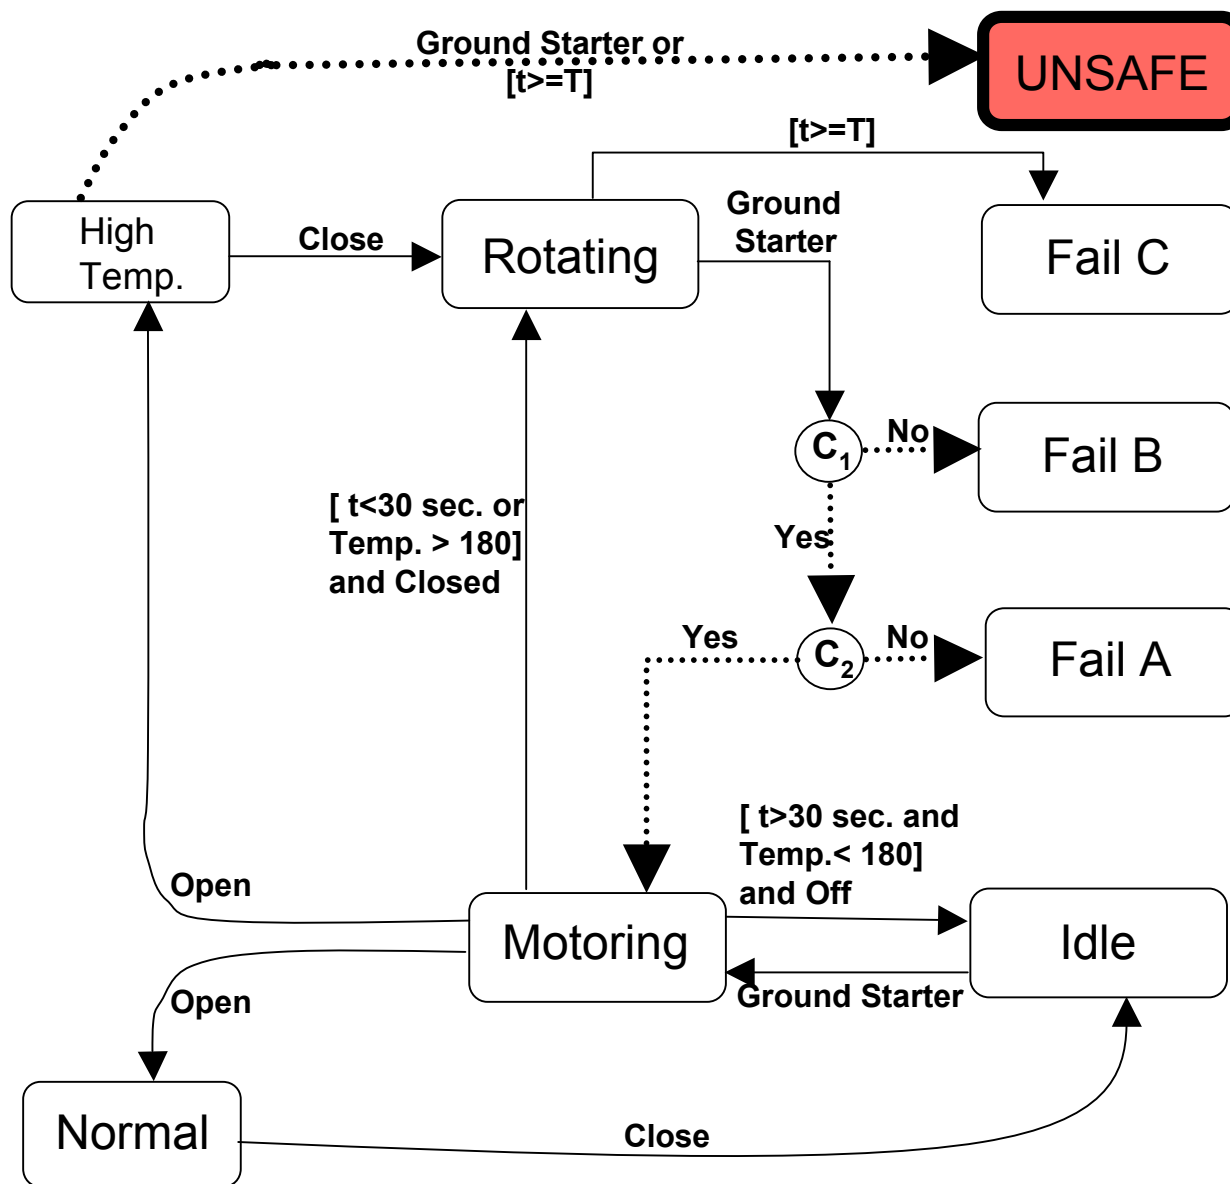 Ground Starter or
[t>=T]
UNSAFE
[t>=T]
High
Temp.
Close
Rotating
Ground
Starter
Fail C
C1
No
Fail B
[ t<30 sec. or
Temp. > 180]
and Closed
Yes
Yes
C2
No
Fail A
[ t>30 sec. and
Temp.< 180]
and Off
Open
Motoring
Idle
Ground Starter
Open
Normal
Close